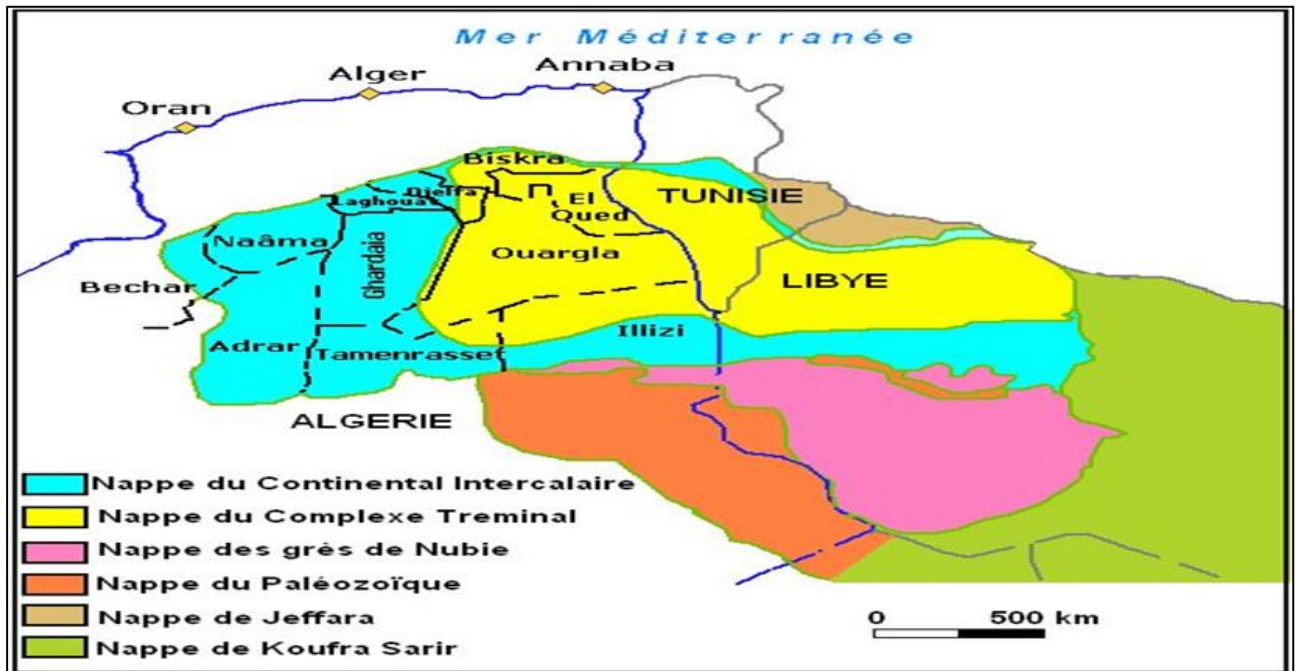 Mer Méditerranée
Annaba
Alger
Oran
Biskra
Djelfa
El
Oued
Laghouat
TUNISIE
Naâma
Ghardaia
Ouargla
LIBYE
Bechar
Illizi
Adrar
Tamenrasset
ALGERIE
Nappe du Continental Intercalaire
Nappe du Complexe Treminal
Nappe des grès de Nubie
Nappe du Paléozoïque
Nappe de Jeffara
Nappe de Koufra Sarir
0 500 km